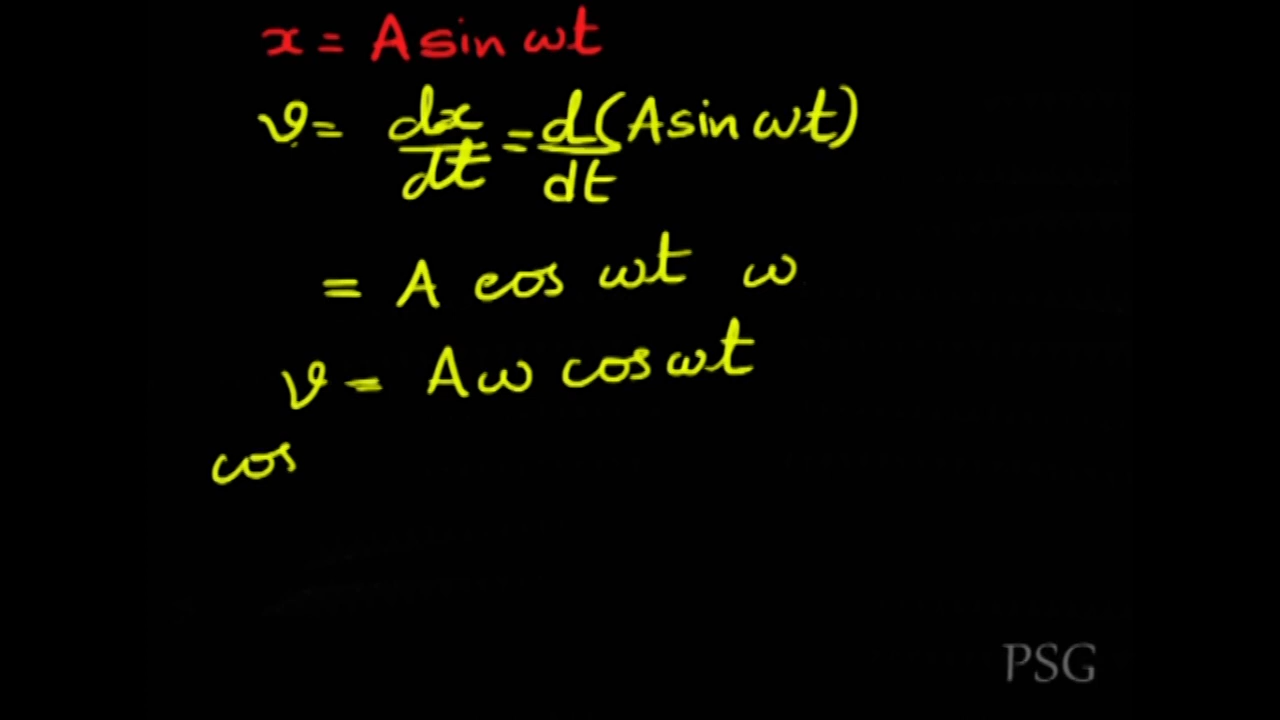 x = A sin ωt
v = dx/dt = d/dt (A sin ωt)
= A cos ωt ω
v = Aω cos ωt
cos
PSG